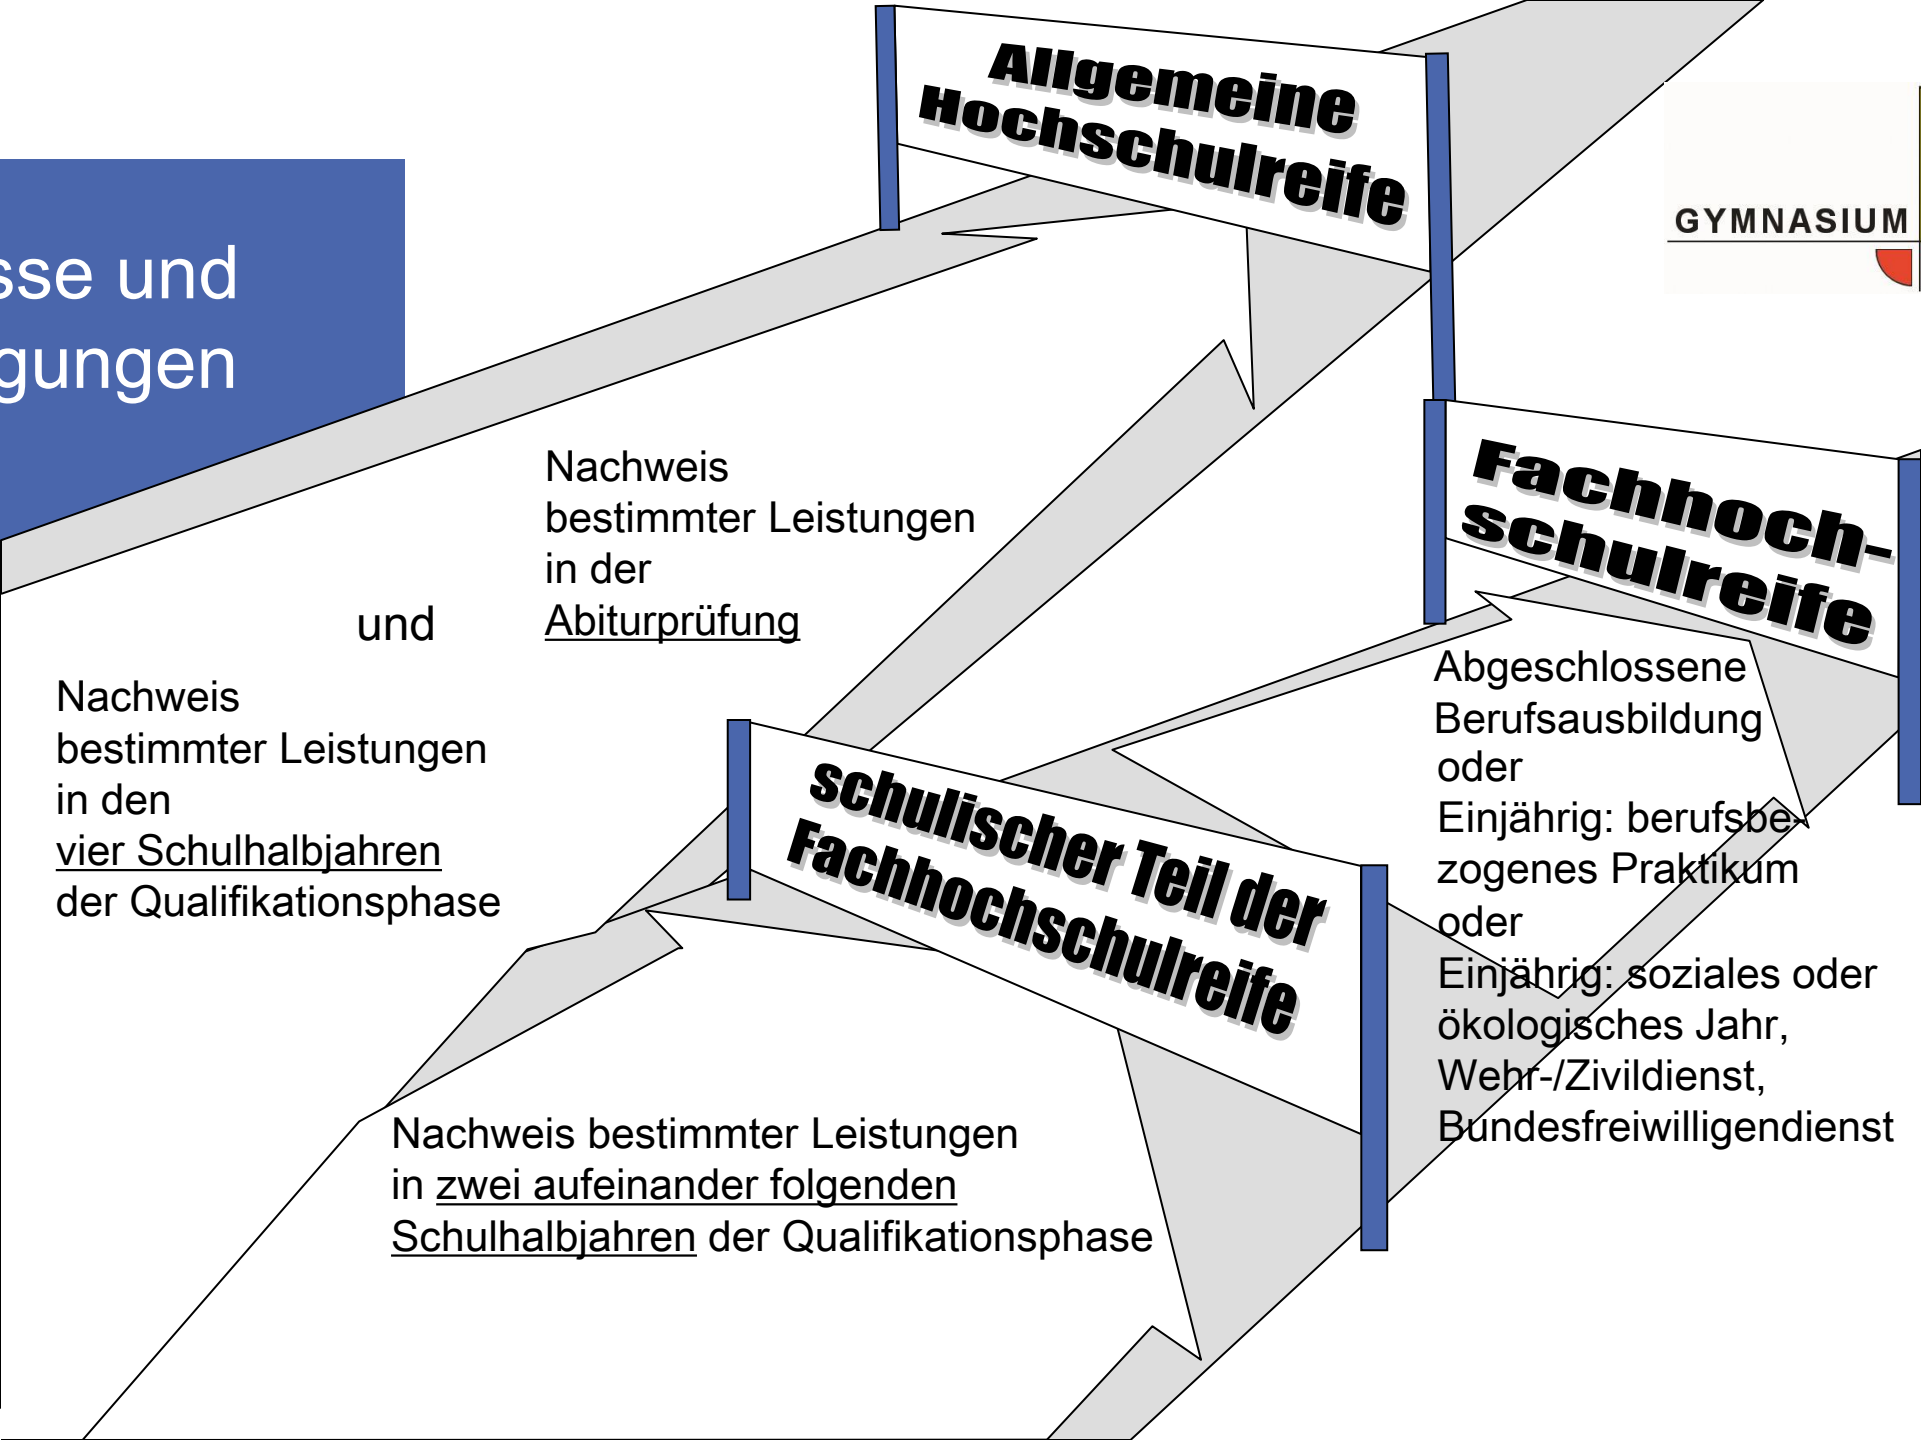 Allgemeine
Hochschulreife
GYMNASIUM
sse und
gungen
Nachweis
bestimmter Leistungen
in der
Abiturprüfung
und
Nachweis
bestimmter Leistungen
in den
vier Schulhalbjahren
der Qualifikationsphase
Fachhoch-
schulreife
Abgeschlossene
Berufsausbildung
oder
Einjährig: berufsbe-
zogenes Praktikum
oder
Einjährig: soziales oder
ökologisches Jahr,
Wehr-/Zivildienst,
Bundesfreiwilligendienst
schulischer Teil der
Fachhochschulreife
Nachweis bestimmter Leistungen
in zwei aufeinander folgenden
Schulhalbjahren der Qualifikationsphase